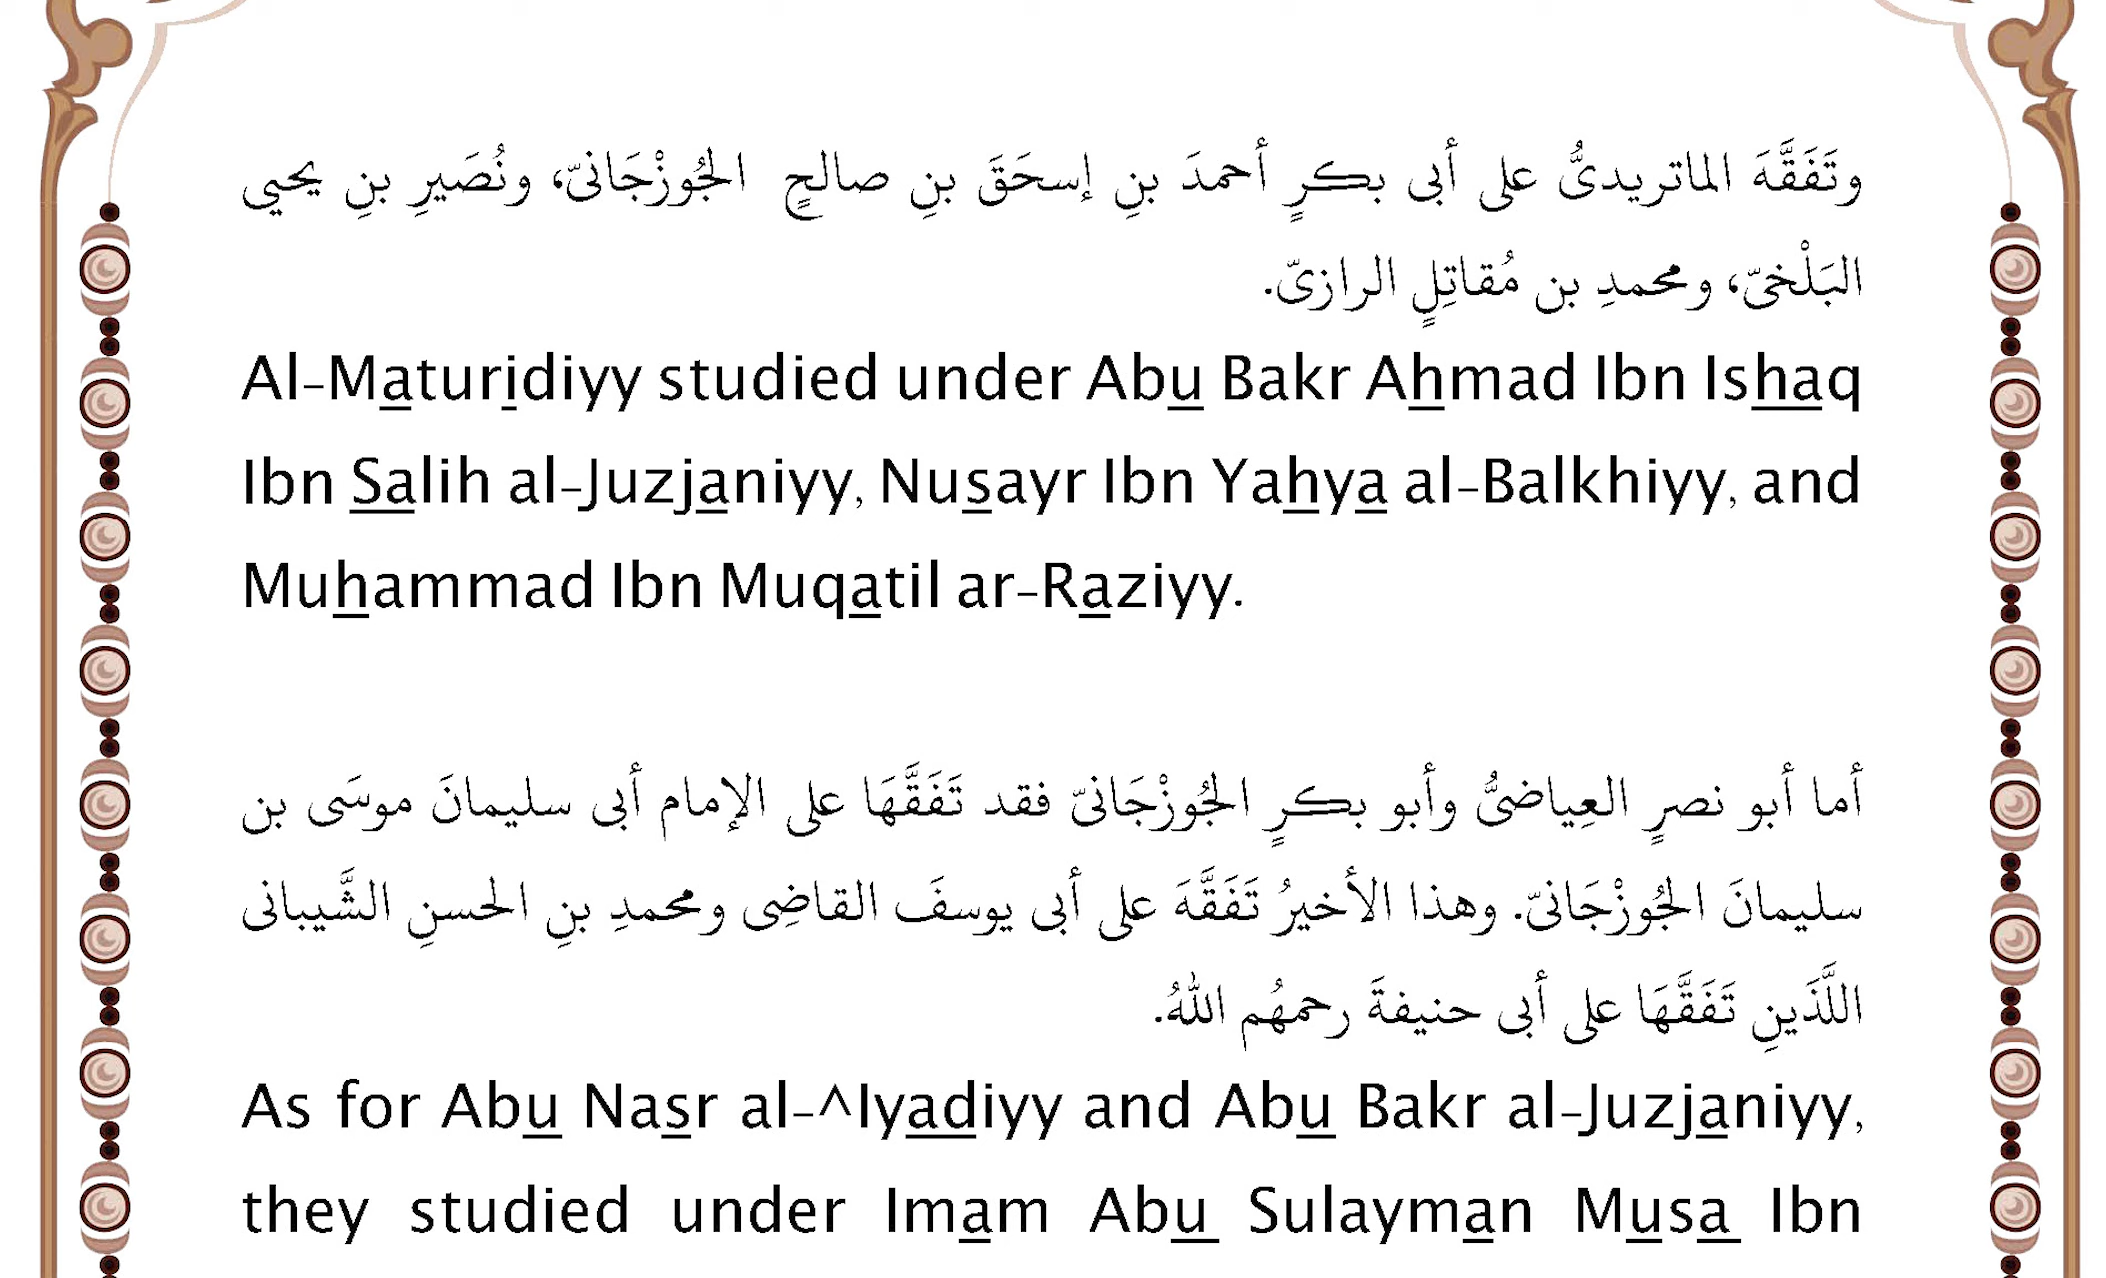 وتَفَقَّهَ الماتريدىُّ على أبى بكرٍ أحمدَ بنِ إسحَقَ بنِ صالحٍ الجُوزْجَانىّ، ونُصَيرِ بنِ يحيى
البَلْخىّ، ومحمدِ بن مُقاتِلٍ الرازىّ.
Al-Maturidiyy studied under Abu Bakr Ahmad Ibn Ishaq
Ibn Salih al-Juzjaniyy, Nusayr Ibn Yahya al-Balkhiyy, and
Muhammad Ibn Muqatil ar-Raziyy.
أما أبو نصرٍ العِياضىُّ وأبو بكرٍ الجُوزْجَانىّ فقد تَفَقَّهَا على الإمام أبى سليمانَ موسَى بن
سليمانَ الجُوزْجَانىّ. وهذا الأخيرُ تَفَقَّهَ على أبى يوسفَ القاضِى ومحمدِ بنِ الحسنِ الشَّيبانى
اللَّذَينِ تَفَقَّهَا على أبى حنيفةَ رحمهُم اللهُ.
As for Abu Nasr al-^Iyadiyy and Abu Bakr al-Juzjaniyy,
they studied under Imam Abu Sulayman Musa Ibn